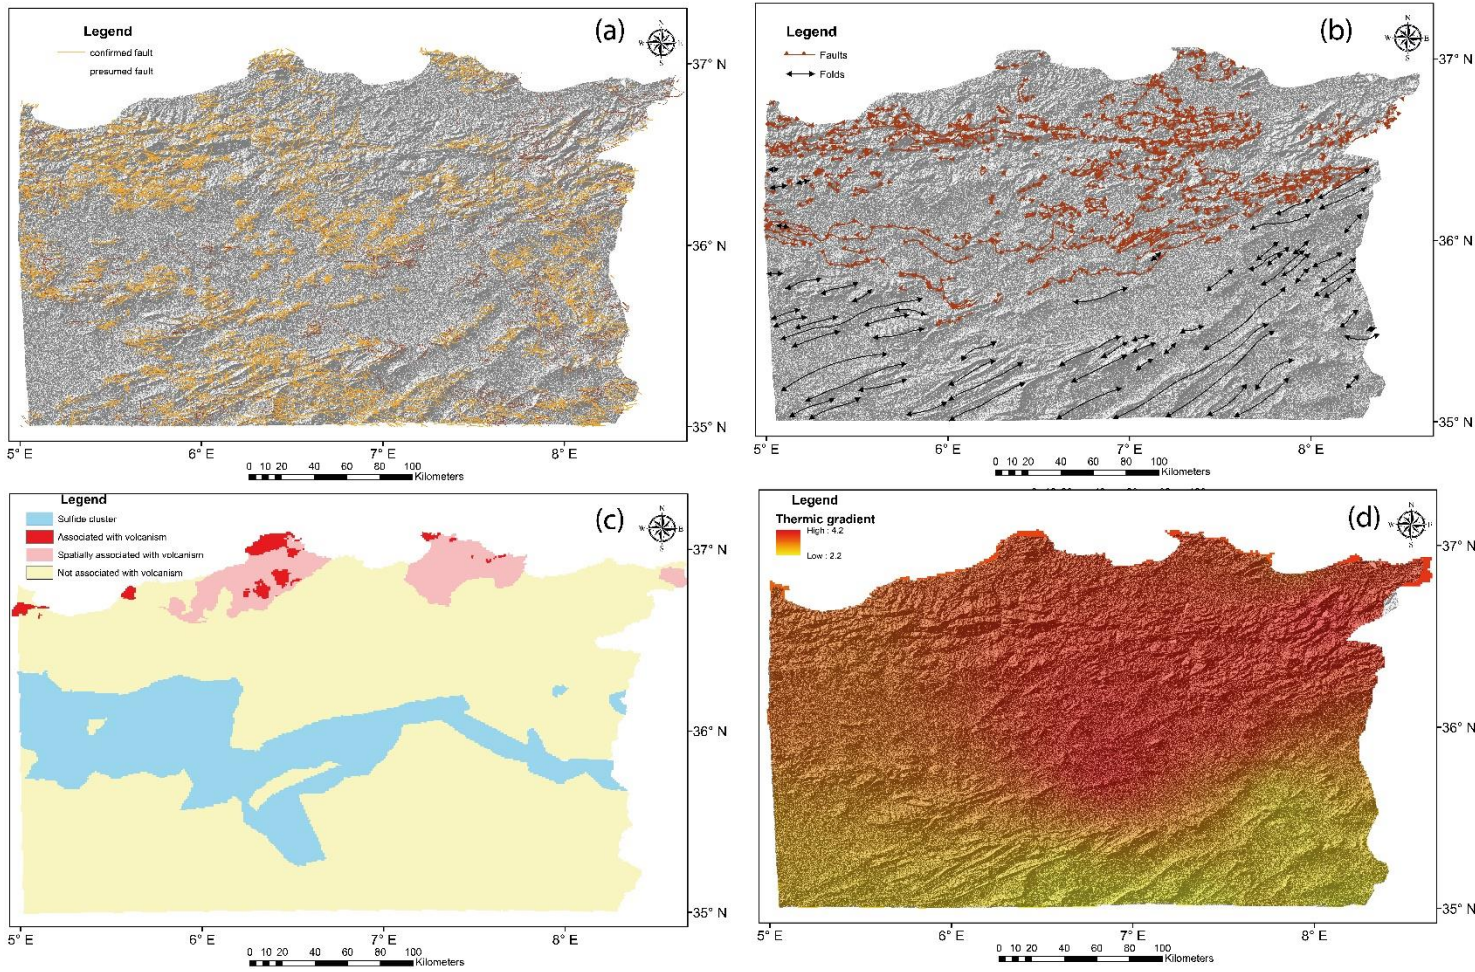 Legend
confirmed fault
presumed fault
(a)
N
W
E
S
37° N
36° N
35° N
5° E
6° E
7° E
8° E
0 10 20 40 60 80 100
Kilometers
Legend
Faults
Folds
(b)
N
W
E
S
37° N
36° N
35° N
5° E
6° E
7° E
8° E
0 10 20 40 60 80 100
Kilometers
Legend
Sulfide cluster
Associated with volcanism
Spatially associated with volcanism
Not associated with volcanism
(c)
N
W
E
S
37° N
36° N
35° N
5° E
6° E
7° E
8° E
0 10 20 40 60 80 100
Kilometers
Legend
Thermic gradient
High : 4.2
Low : 2.2
(d)
N
W
E
S
37° N
36° N
35° N
5° E
6° E
7° E
8° E
0 10 20 40 60 80 100
Kilometers